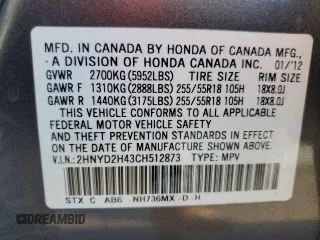 MFD. IN CANADA BY HONDA OF CANADA MFG.,
A DIVISION OF HONDA CANADA INC. 01/'12
GVWR 2700KG (5952LBS) TIRE SIZE RIM SIZE
GAWR F 1310KG (2888LBS) 255/55R18 105H 18X8.0J
GAWR R 1440KG (3175LBS) 255/55R18 105H 18X8.0J
THIS VEHICLE CONFORMS TO ALL APPLICABLE
FEDERAL MOTOR VEHICLE SAFETY
AND THEFT PREVENTION STANDARDS IN EFFECT ON
THE DATE OF MANUFACTURE SHOWN ABOVE.
V.I.N.: 2HNYD2H43CH512873 TYPE: MPV
STX C AB6 -NH736MX -D -H
DREAMBID